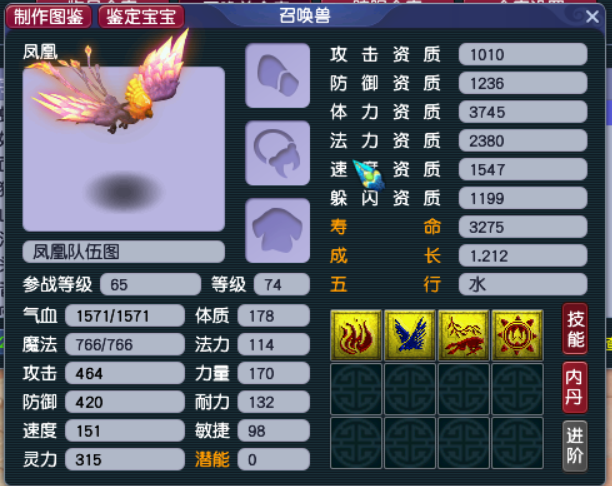 制作图鉴 鉴定宝宝 召唤兽
凤凰
凤凰队伍图
参战等级 65 等级 74
气血 1571/1571 体质 178
魔法 766/766 法力 114
攻击 464 力量 170
防御 420 耐力 132
速度 151 敏捷 98
灵力 315 潜能 0
攻击资质 1010
防御资质 1236
体力资质 3745
法力资质 2380
速度资质 1547
躲闪资质 1199
寿命 3275
成长 1.212
五行 水
技能
内丹
进阶